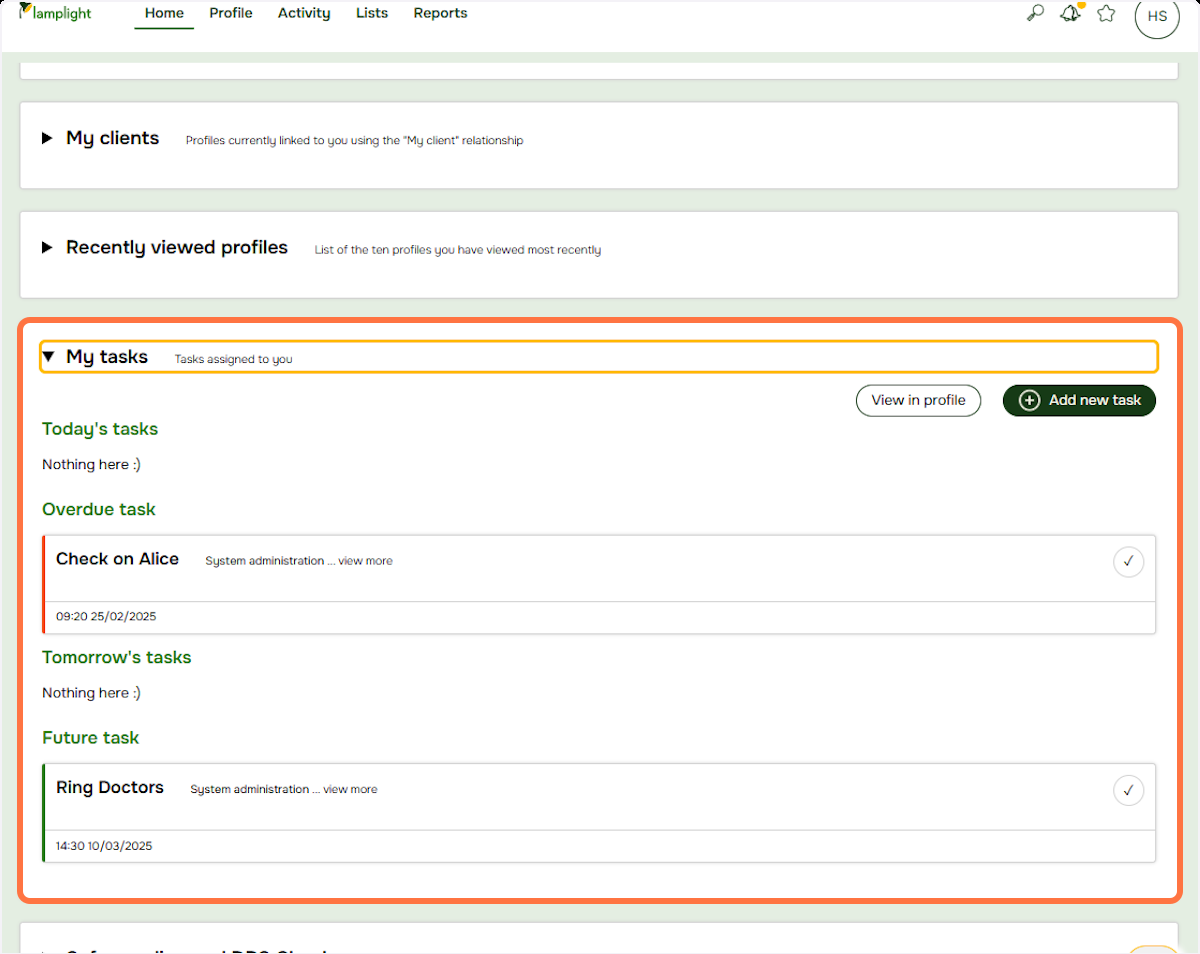 lamplight Home Profile Activity Lists Reports HS
My clients Profiles currently linked to you using the "My client" relationship
Recently viewed profiles List of the ten profiles you have viewed most recently
My tasks Tasks assigned to you
View in profile Add new task
Today's tasks
Nothing here :)
Overdue task
Check on Alice System administration ... view more
09:20 25/02/2025
Tomorrow's tasks
Nothing here :)
Future task
Ring Doctors System administration ... view more
14:30 10/03/2025